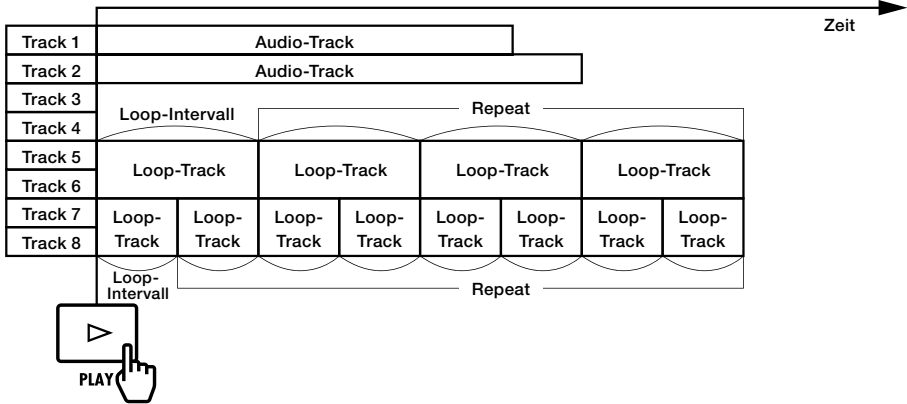 Zeit
Track 1
Audio-Track
Track 2
Audio-Track
Track 3
Track 4
Loop-Intervall
Repeat
Track 5
Track 6
Loop-Track Loop-Track Loop-Track Loop-Track
Track 7
Track 8
Loop- Loop- Loop- Loop- Loop- Loop- Loop- Loop-
Track Track Track Track Track Track Track Track
Loop-
Intervall
Repeat
PLAY